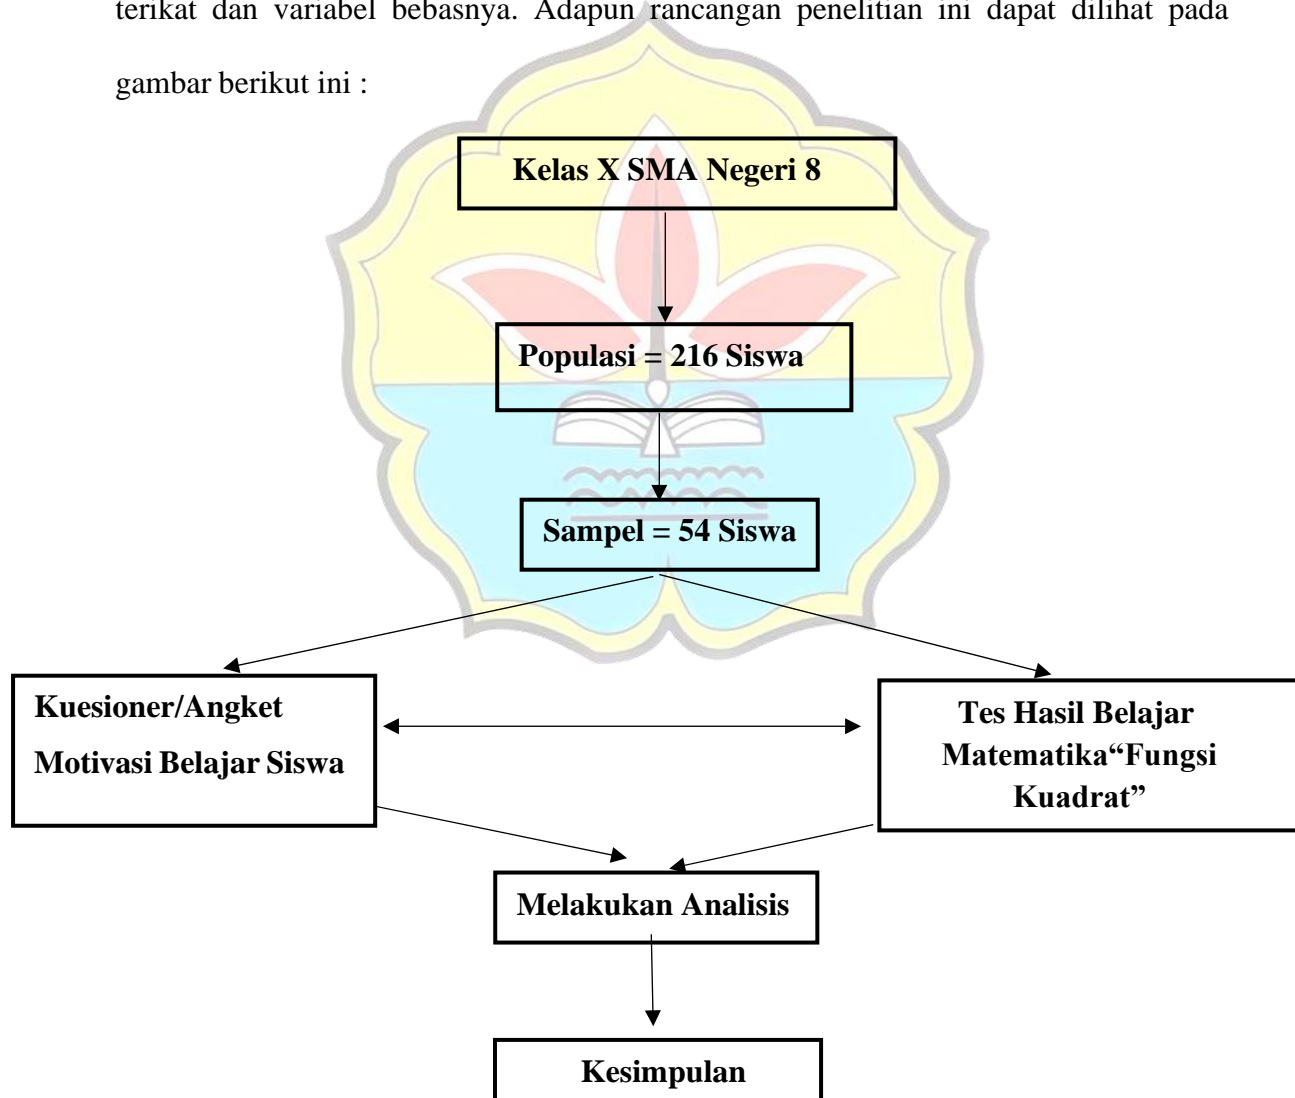 terikat dan variabel bebasnya. Adapun rancangan penelitian ini dapat dilihat pada
gambar berikut ini :
Kelas X SMA Negeri 8
Populasi = 216 Siswa
Sampel = 54 Siswa
Kuesioner/Angket
Motivasi Belajar Siswa
Tes Hasil Belajar
Matematika“Fungsi
Kuadrat”
Melakukan Analisis
Kesimpulan